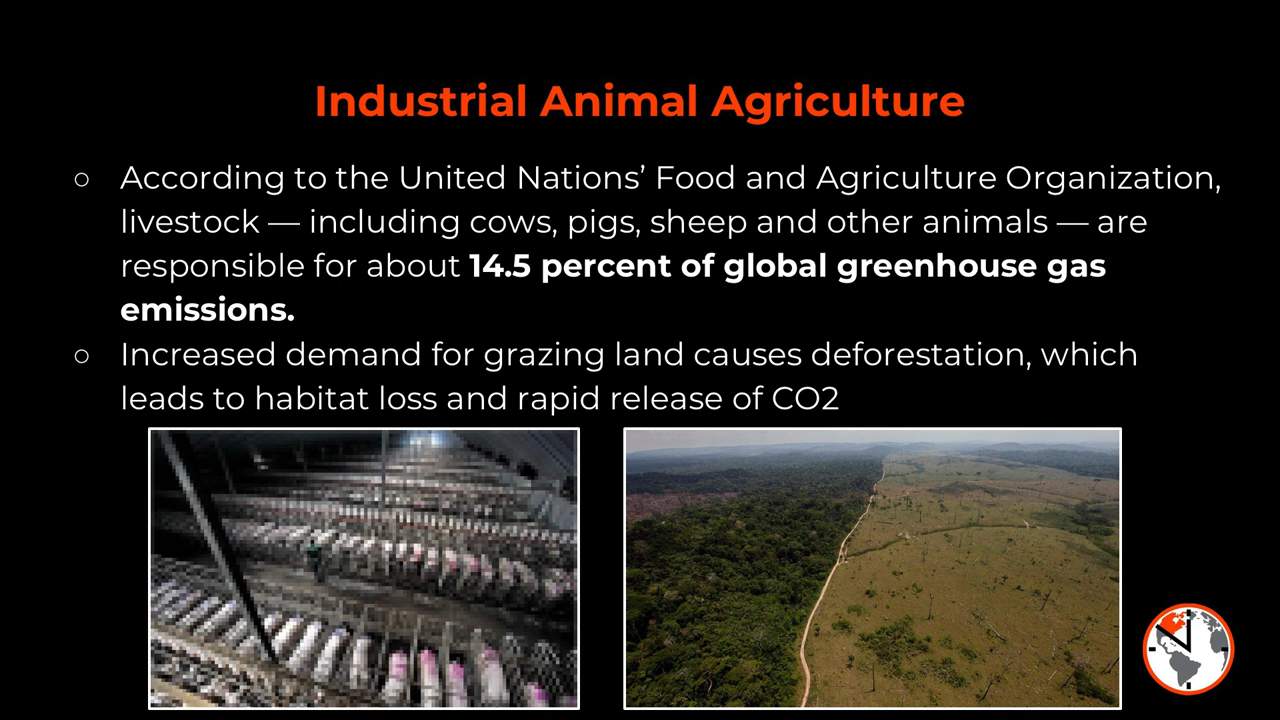 Industrial Animal Agriculture
○ According to the United Nations’ Food and Agriculture Organization,
livestock — including cows, pigs, sheep and other animals — are
responsible for about 14.5 percent of global greenhouse gas
emissions.
○ Increased demand for grazing land causes deforestation, which
leads to habitat loss and rapid release of CO2